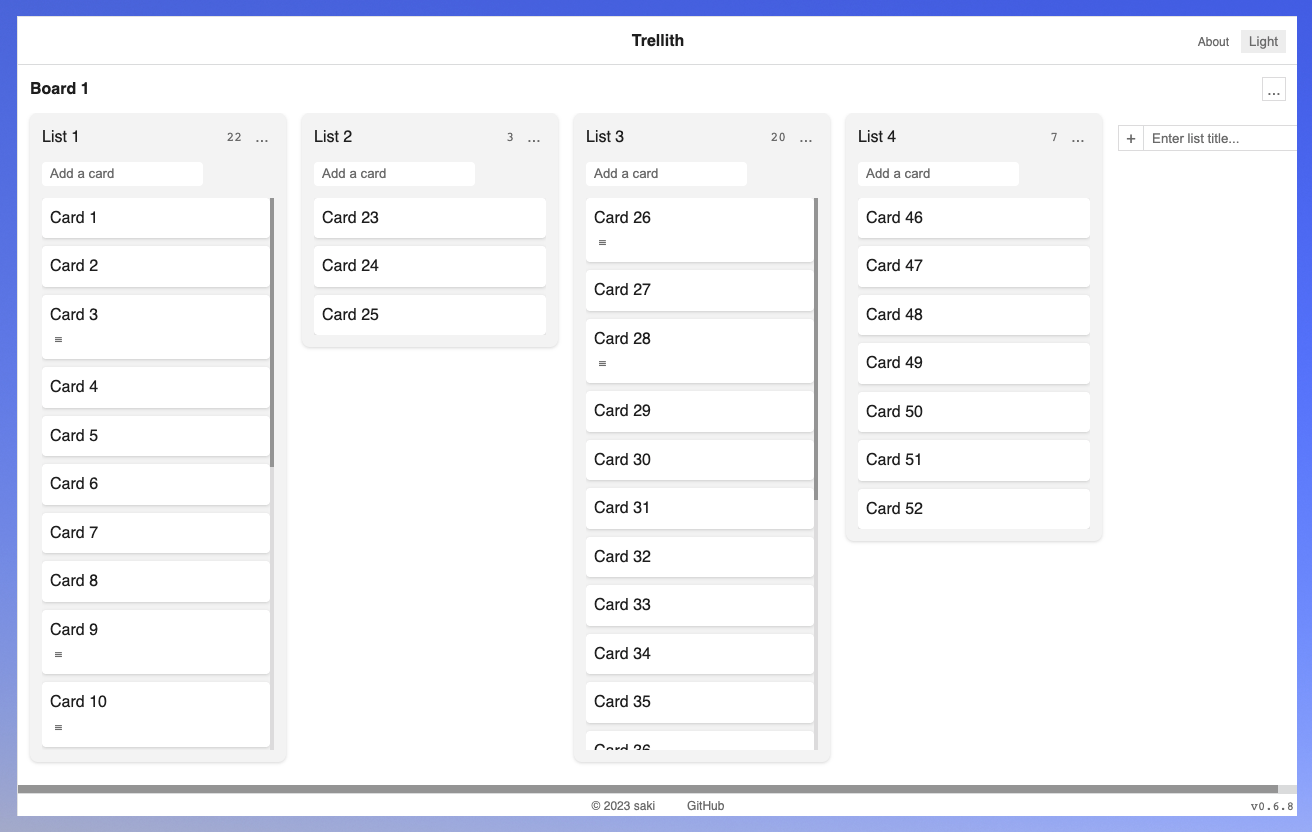 Trellith
About
Light
Board 1
...
List 1
22
...
Add a card
Card 1
Card 2
Card 3
Card 4
Card 5
Card 6
Card 7
Card 8
Card 9
Card 10
List 2
3
...
Add a card
Card 23
Card 24
Card 25
List 3
20
...
Add a card
Card 26
Card 27
Card 28
Card 29
Card 30
Card 31
Card 32
Card 33
Card 34
Card 35
Card 36
List 4
7
...
Add a card
Card 46
Card 47
Card 48
Card 49
Card 50
Card 51
Card 52
+
Enter list title...
© 2023 saki
GitHub
v0.6.8